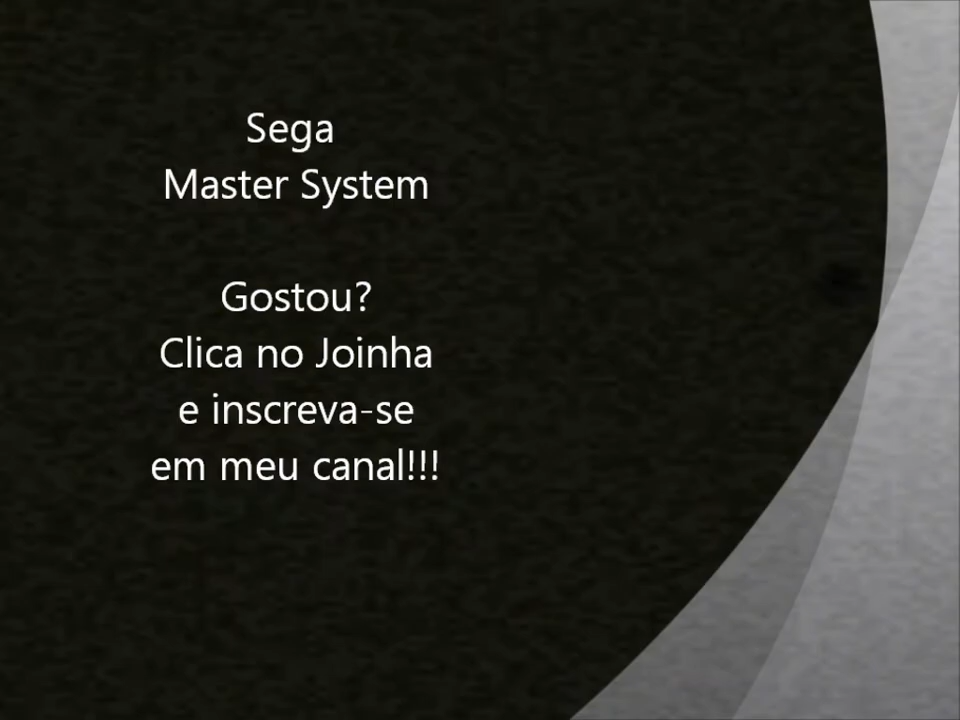 Sega
Master System
Gostou?
Clica no Joinha
e inscreva-se
em meu canal!!!